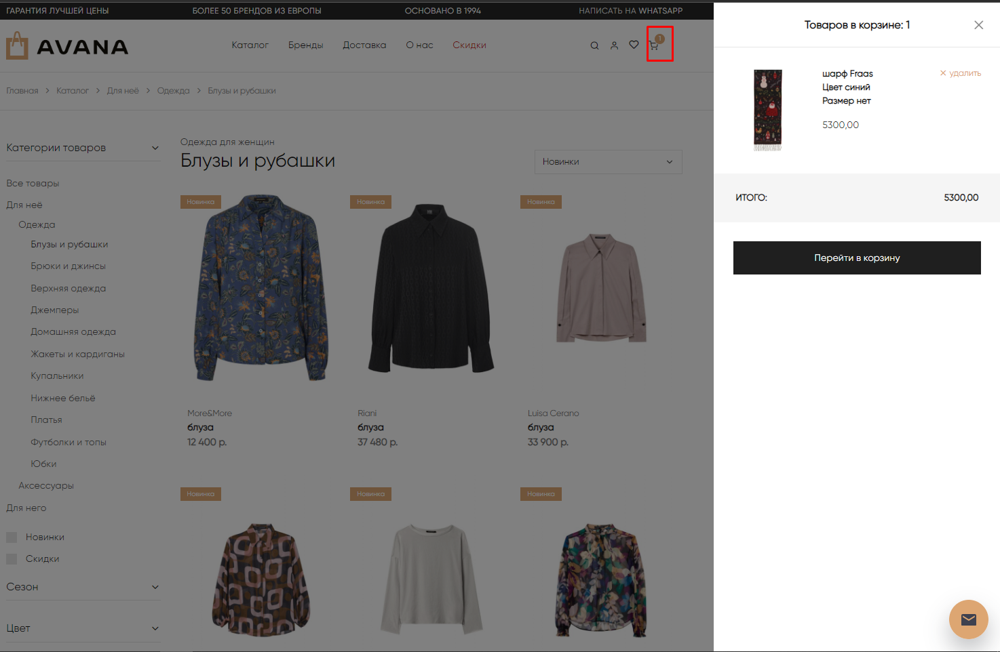 ГАРАНТИЯ ЛУЧШЕЙ ЦЕНЫ
БОЛЕЕ 50 БРЕНДОВ ИЗ ЕВРОПЫ
ОСНОВАНО В 1994
НАПИСАТЬ НА WHATSAPP
AVANA
Каталог
Бренды
Доставка
О нас
Скидки
1
Главная > Каталог > Для неё > Одежда > Блузы и рубашки
Категории товаров
Все товары
Для неё
Одежда
Блузы и рубашки
Брюки и джинсы
Верхняя одежда
Джемперы
Домашняя одежда
Жакеты и кардиганы
Купальники
Нижнее бельё
Платья
Футболки и топы
Юбки
Аксессуары
Для него
Новинки
Скидки
Сезон
Цвет
Одежда для женщин
Блузы и рубашки
Новинки
Новинка
More&More
блуза
12 400 р.
Новинка
Riani
блуза
37 480 р.
Новинка
Luisa Cerano
блуза
33 900 р.
Новинка
Новинка
Новинка
Товаров в корзине: 1
шарф Fraas
Цвет синий
Размер нет
5300,00
× удалить
ИТОГО:
5300,00
Перейти в корзину